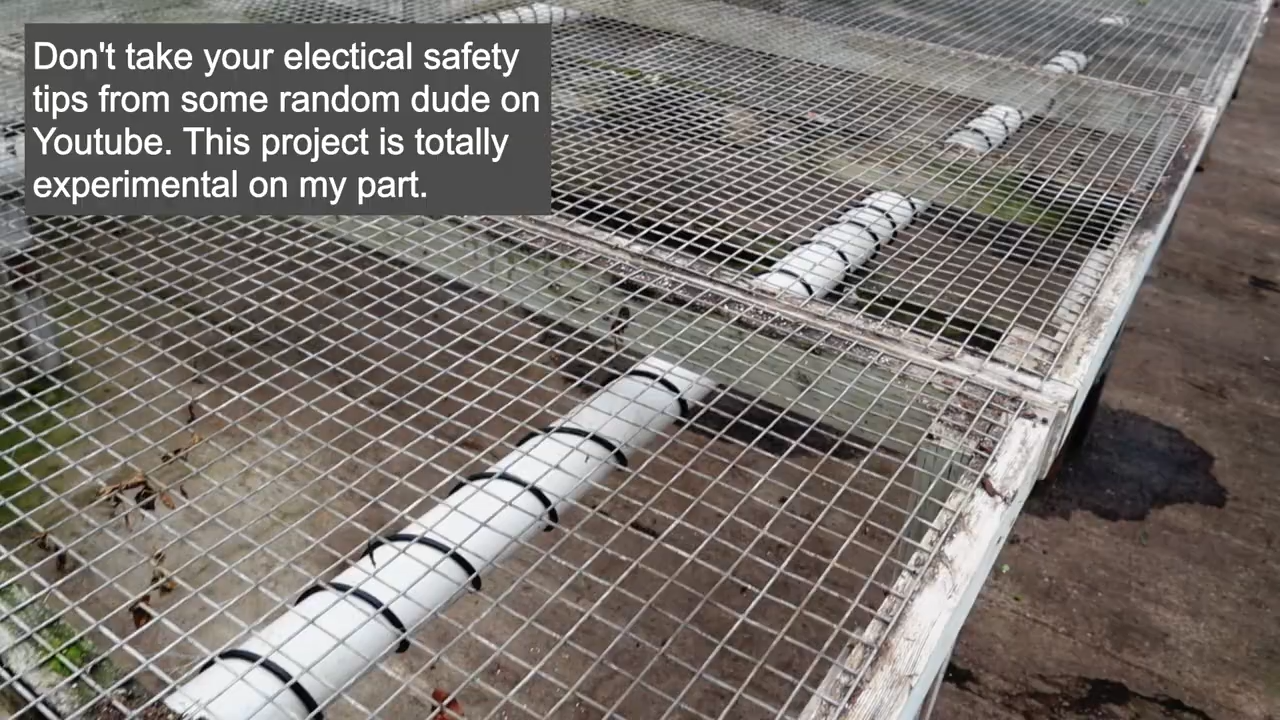 Don't take your electical safety
tips from some random dude on
Youtube. This project is totally
experimental on my part.